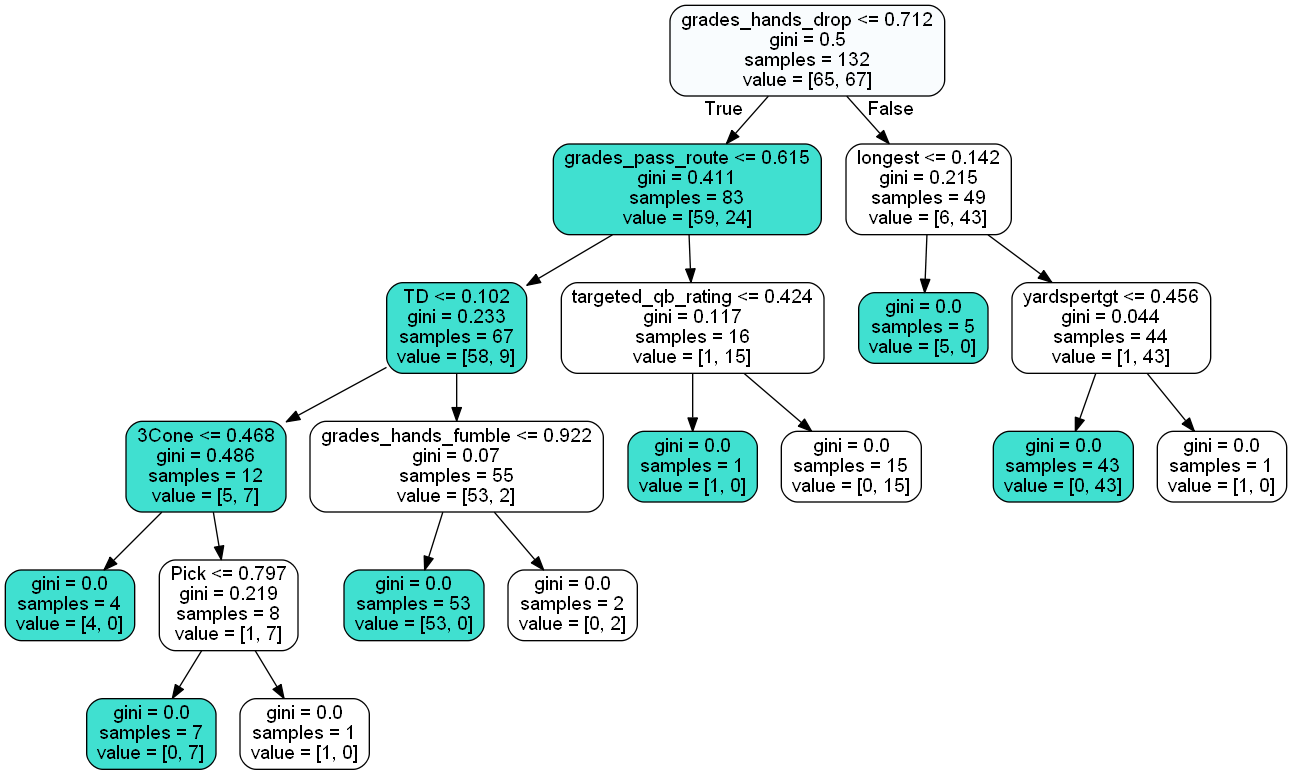 grades_hands_drop <= 0.712
gini = 0.5
samples = 132
value = [65, 67]
True
False
grades_pass_route <= 0.615
gini = 0.411
samples = 83
value = [59, 24]
longest <= 0.142
gini = 0.215
samples = 49
value = [6, 43]
TD <= 0.102
gini = 0.233
samples = 67
value = [58, 9]
targeted_qb_rating <= 0.424
gini = 0.117
samples = 16
value = [1, 15]
gini = 0.0
samples = 5
value = [5, 0]
yardspertgt <= 0.456
gini = 0.044
samples = 44
value = [1, 43]
3Cone <= 0.468
gini = 0.486
samples = 12
value = [5, 7]
grades_hands_fumble <= 0.922
gini = 0.07
samples = 55
value = [53, 2]
gini = 0.0
samples = 1
value = [1, 0]
gini = 0.0
samples = 15
value = [0, 15]
gini = 0.0
samples = 43
value = [0, 43]
gini = 0.0
samples = 1
value = [1, 0]
gini = 0.0
samples = 4
value = [4, 0]
Pick <= 0.797
gini = 0.219
samples = 8
value = [1, 7]
gini = 0.0
samples = 53
value = [53, 0]
gini = 0.0
samples = 2
value = [0, 2]
gini = 0.0
samples = 7
value = [0, 7]
gini = 0.0
samples = 1
value = [1, 0]